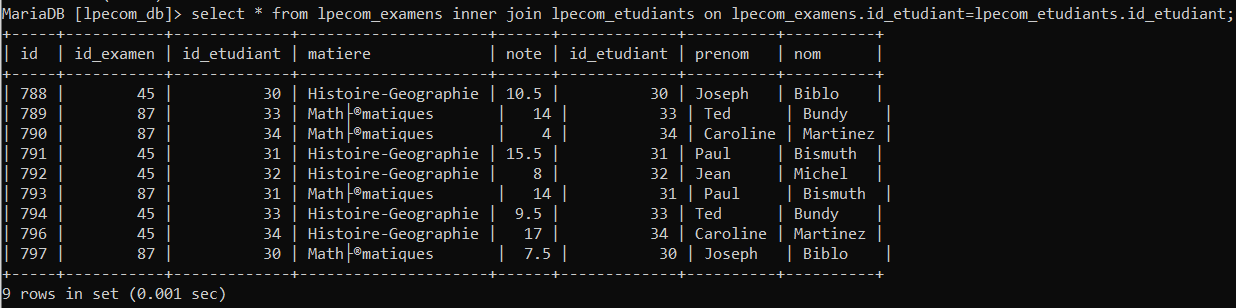 MariaDB [lpecom_db]> select * from lpecom_examens inner join lpecom_etudiants on lpecom_examens.id_etudiant=lpecom_etudiants.id_etudiant;
+-----+-----------+-------------+---------------------+------+-------------+----------+----------+
| id  | id_examen | id_etudiant | matiere             | note | id_etudiant | prenom   | nom      |
+-----+-----------+-------------+---------------------+------+-------------+----------+----------+
| 788 |        45 |          30 | Histoire-Geographie | 10.5 |          30 | Joseph   | Biblo    |
| 789 |        87 |          33 | Math├®matiques       |   14 |          33 | Ted      | Bundy    |
| 790 |        87 |          34 | Math├®matiques       |    4 |          34 | Caroline | Martinez |
| 791 |        45 |          31 | Histoire-Geographie | 15.5 |          31 | Paul     | Bismuth  |
| 792 |        45 |          32 | Histoire-Geographie |    8 |          32 | Jean     | Michel   |
| 793 |        87 |          31 | Math├®matiques       |   14 |          31 | Paul     | Bismuth  |
| 794 |        45 |          33 | Histoire-Geographie |  9.5 |          33 | Ted      | Bundy    |
| 796 |        45 |          34 | Histoire-Geographie |   17 |          34 | Caroline | Martinez |
| 797 |        87 |          30 | Math├®matiques       |  7.5 |          30 | Joseph   | Biblo    |
+-----+-----------+-------------+---------------------+------+-------------+----------+----------+
9 rows in set (0.001 sec)